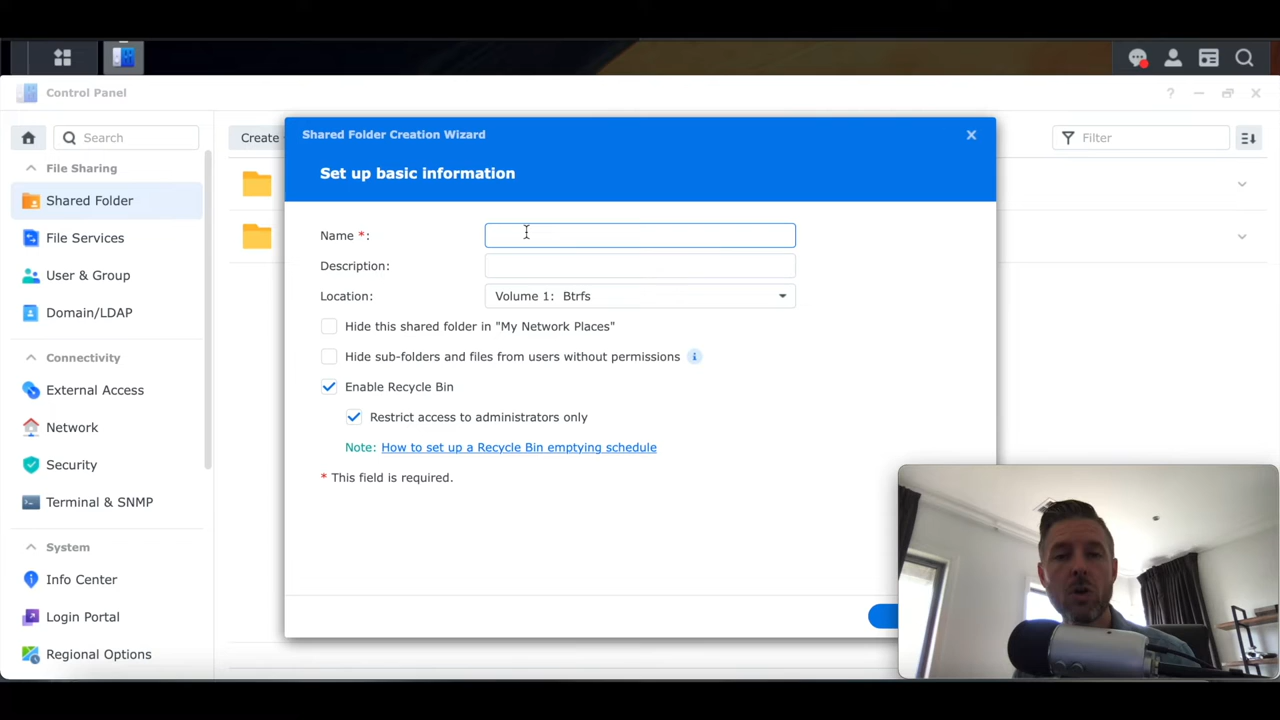 Control Panel
?
Search
Create
Filter
File Sharing
Shared Folder
File Services
User & Group
Domain/LDAP
Connectivity
External Access
Network
Security
Terminal & SNMP
System
Info Center
Login Portal
Regional Options
Shared Folder Creation Wizard
Set up basic information
Name *:
Description:
Location: Volume 1: Btrfs
Hide this shared folder in "My Network Places"
Hide sub-folders and files from users without permissions
Enable Recycle Bin
Restrict access to administrators only
Note: How to set up a Recycle Bin emptying schedule
* This field is required.